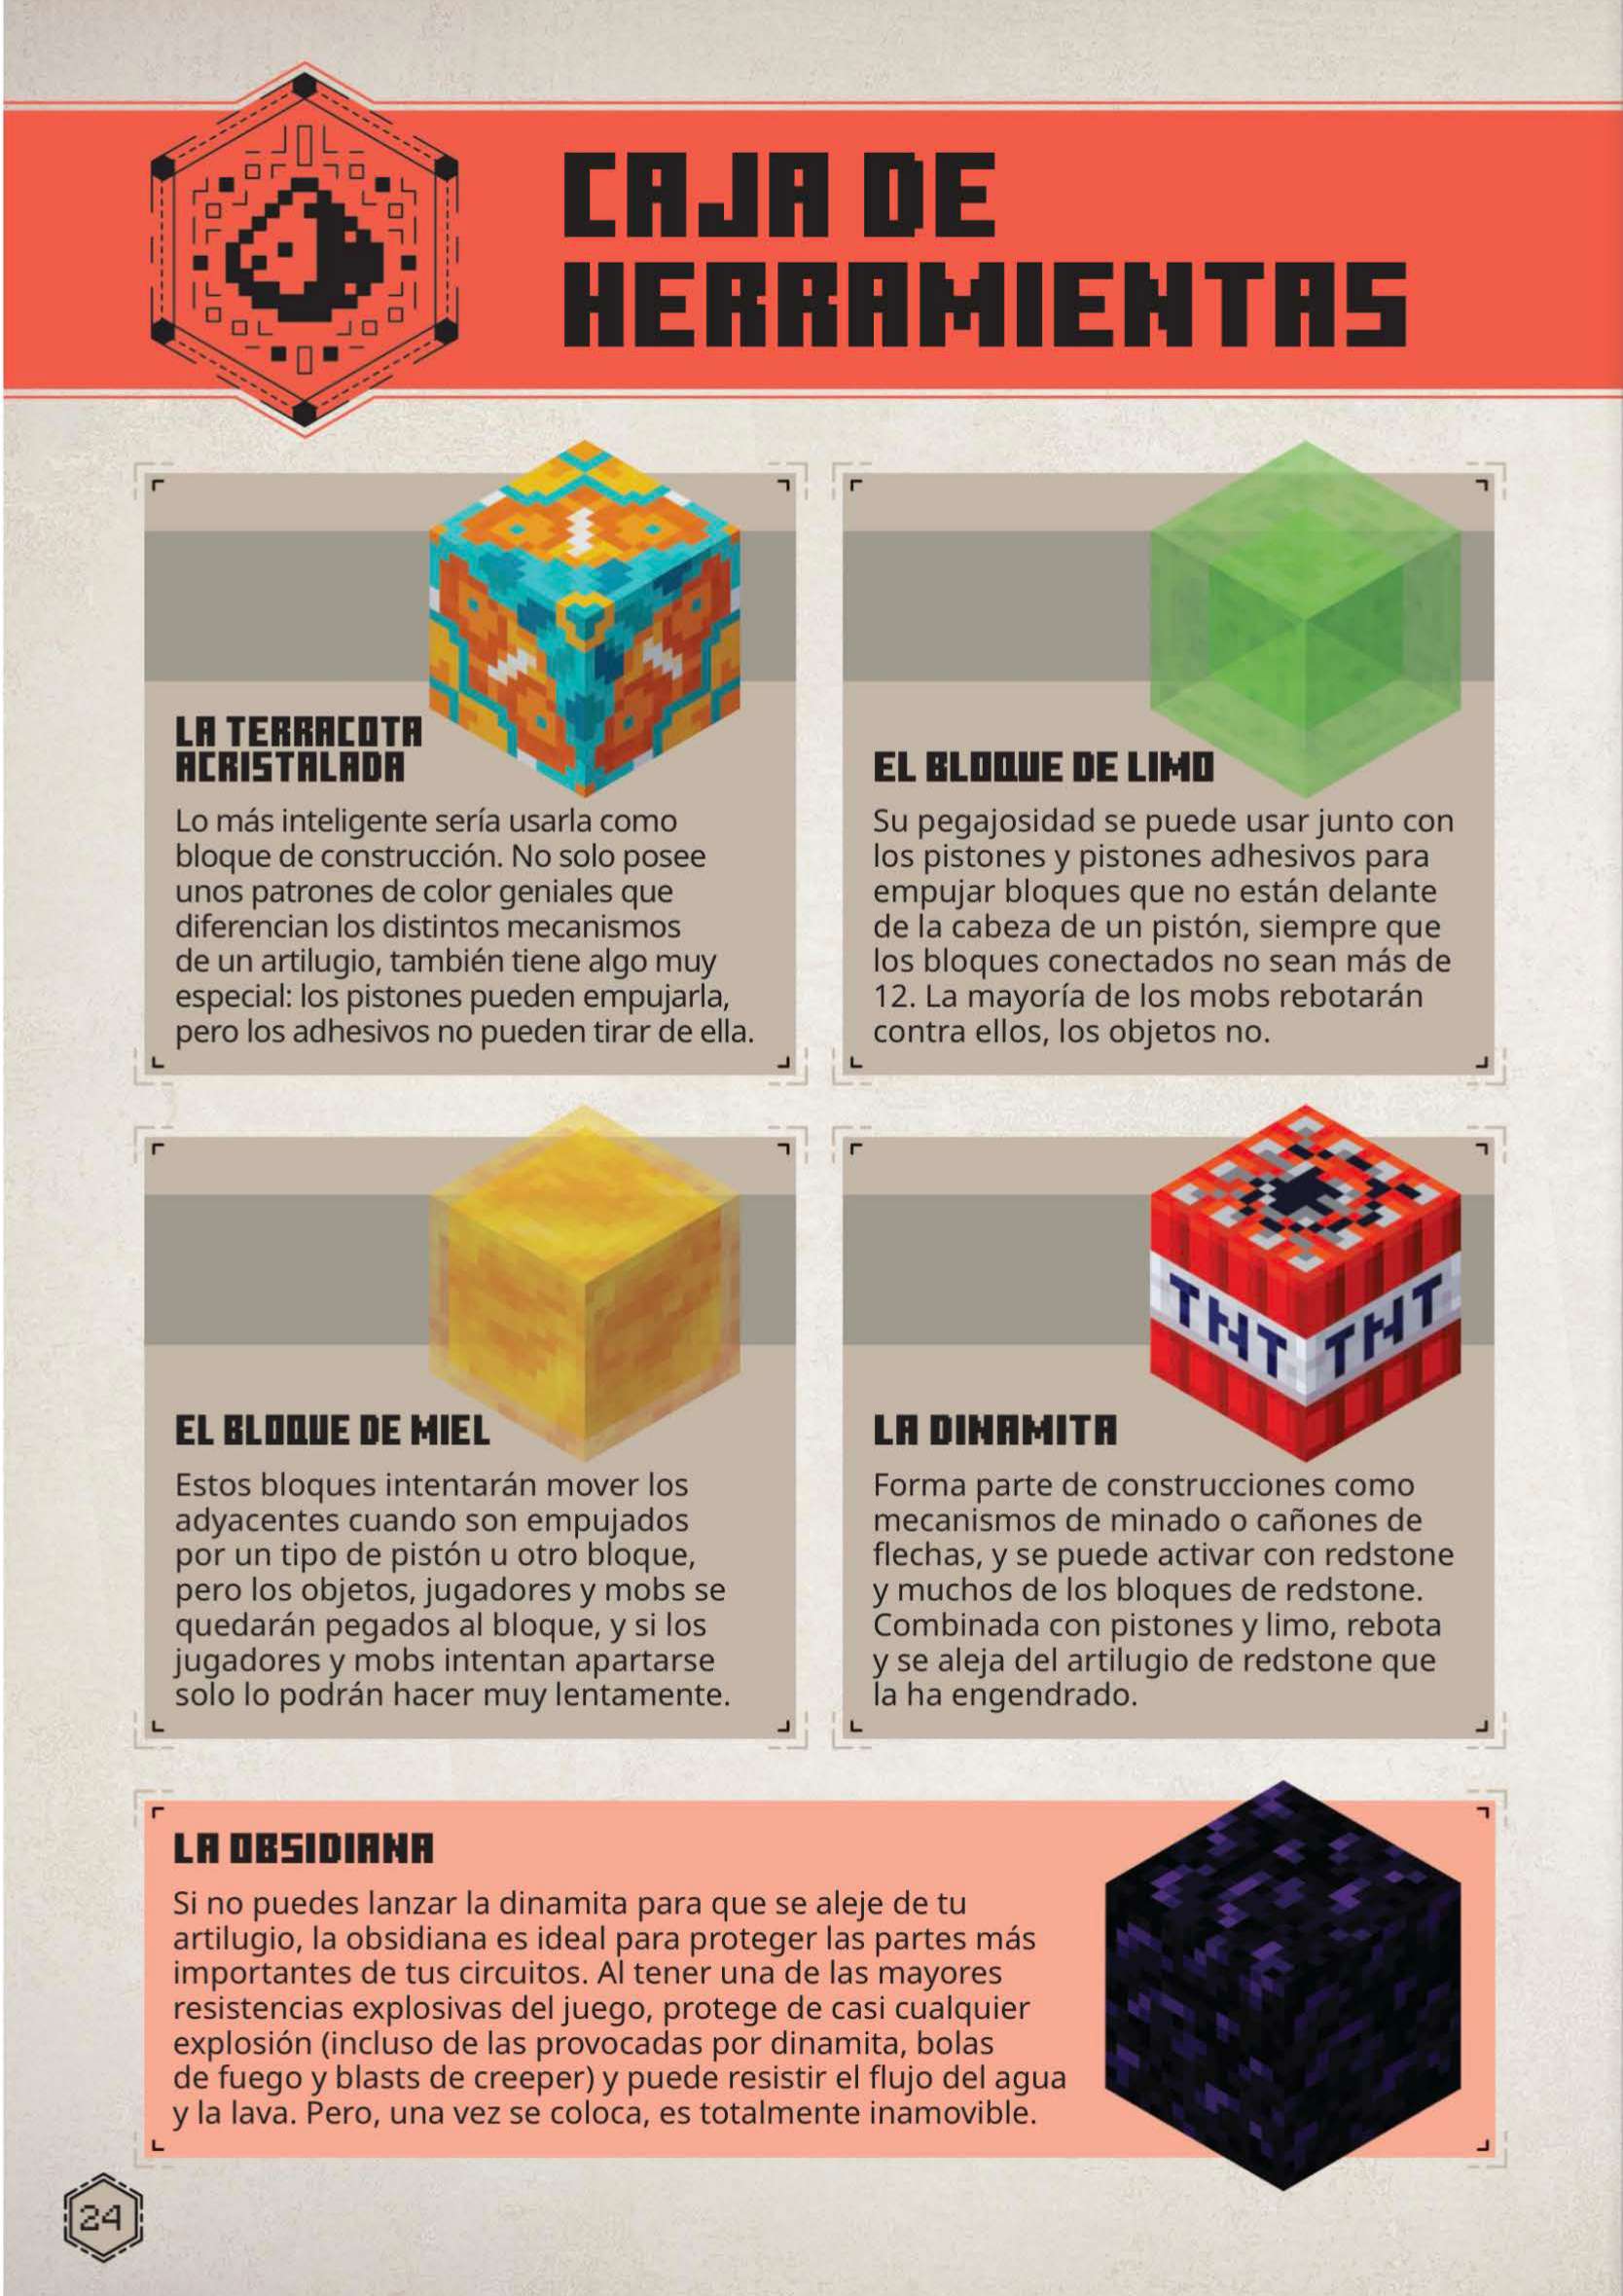 CAJA DE
HERRAMIENTAS
LA TERRACOTA
ACRISTALADA
Lo más inteligente sería usarla como
bloque de construcción. No solo posee
unos patrones de color geniales que
diferencian los distintos mecanismos
de un artilugio, también tiene algo muy
especial: los pistones pueden empujarla,
pero los adhesivos no pueden tirar de ella.
EL BLOQUE DE LIMO
Su pegajosidad se puede usar junto con
los pistones y pistones adhesivos para
empujar bloques que no están delante
de la cabeza de un pistón, siempre que
los bloques conectados no sean más de
12. La mayoría de los mobs rebotarán
contra ellos, los objetos no.
EL BLOQUE DE MIEL
Estos bloques intentarán mover los
adyacentes cuando son empujados
por un tipo de pistón u otro bloque,
pero los objetos, jugadores y mobs se
quedarán pegados al bloque, y si los
jugadores y mobs intentan apartarse
solo lo podrán hacer muy lentamente.
TNT TNT
LA DINAMITA
Forma parte de construcciones como
mecanismos de minado o cañones de
flechas, y se puede activar con redstone
y muchos de los bloques de redstone.
Combinada con pistones y limo, rebota
y se aleja del artilugio de redstone que
la ha engendrado.
LA OBSIDIANA
Si no puedes lanzar la dinamita para que se aleje de tu
artilugio, la obsidiana es ideal para proteger las partes más
importantes de tus circuitos. Al tener una de las mayores
resistencias explosivas del juego, protege de casi cualquier
explosión (incluso de las provocadas por dinamita, bolas
de fuego y blasts de creeper) y puede resistir el flujo del agua
y la lava. Pero, una vez se coloca, es totalmente inamovible.
24